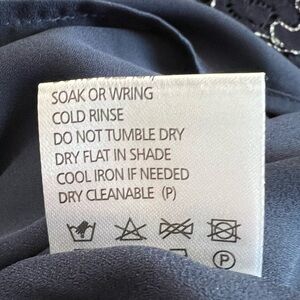 SOAK OR WRING
COLD RINSE
DO NOT TUMBLE DRY
DRY FLAT IN SHADE
COOL IRON IF NEEDED
DRY CLEANABLE (P)
P